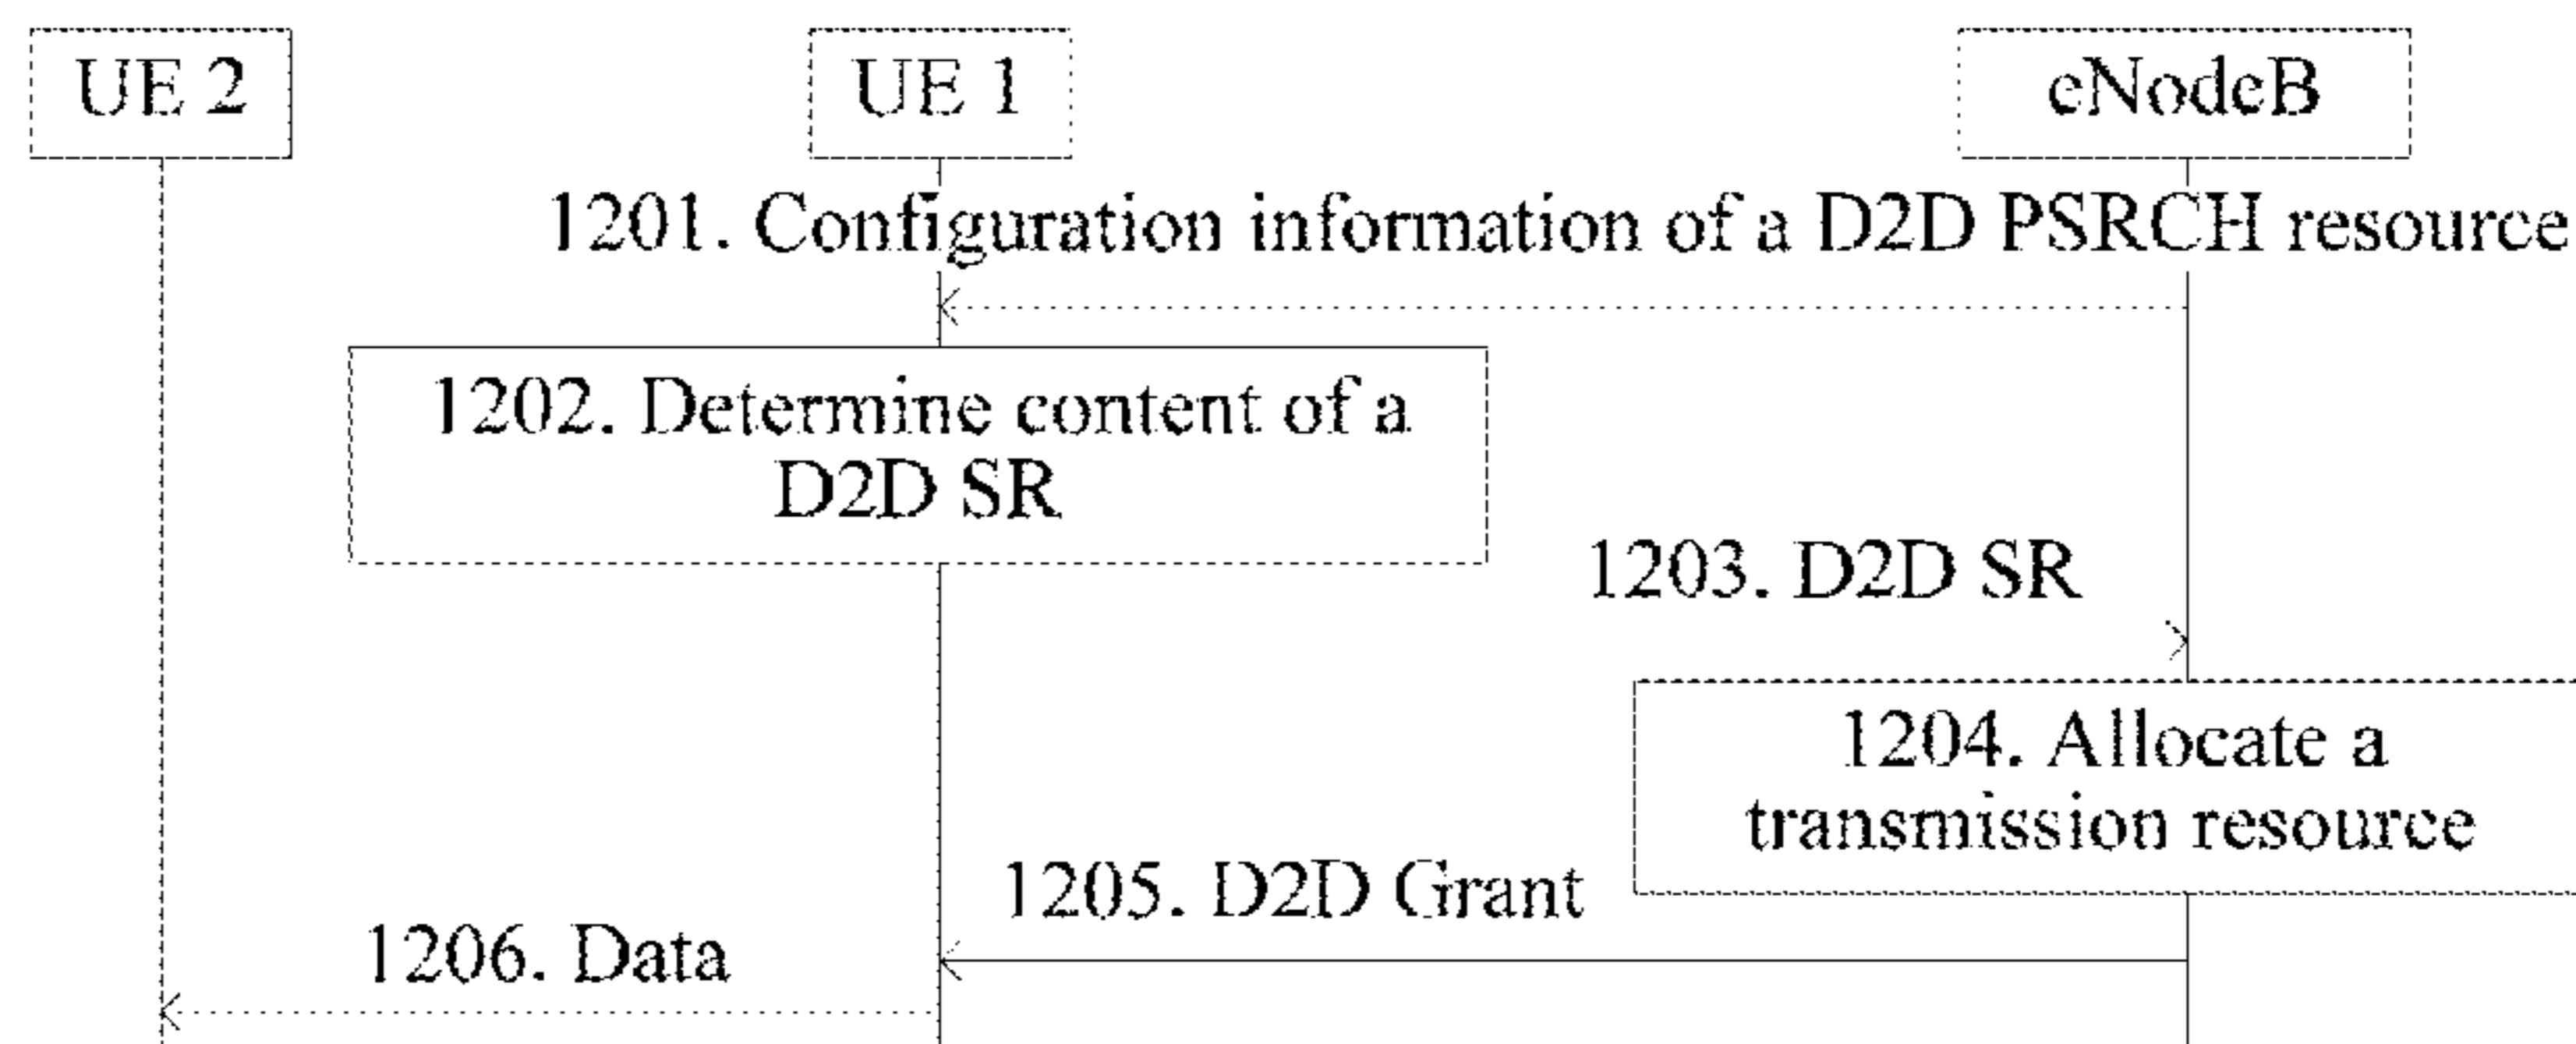 UE 2
UE 1
eNodeB
1201. Configuration information of a D2D PSRCH resource
1202. Determine content of a
D2D SR
1203. D2D SR
1204. Allocate a
transmission resource
1205. D2D Grant
1206. Data